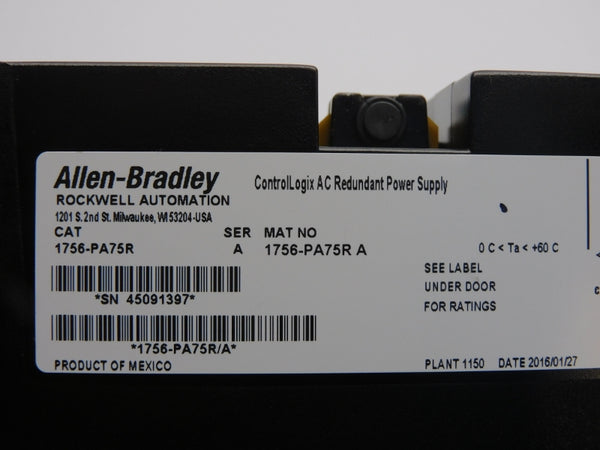 Allen-Bradley
ControlLogix AC Redundant Power Supply
ROCKWELL AUTOMATION
1201 S. 2nd St. Milwaukee, WI 53204-USA
CAT SER MAT NO
1756-PA75R A 1756-PA75R A
0 C < Ta < +60 C
SEE LABEL
UNDER DOOR
FOR RATINGS
*SN 45091397*
*1756-PA75R/A*
PRODUCT OF MEXICO
PLANT 1150 DATE 2016/01/27